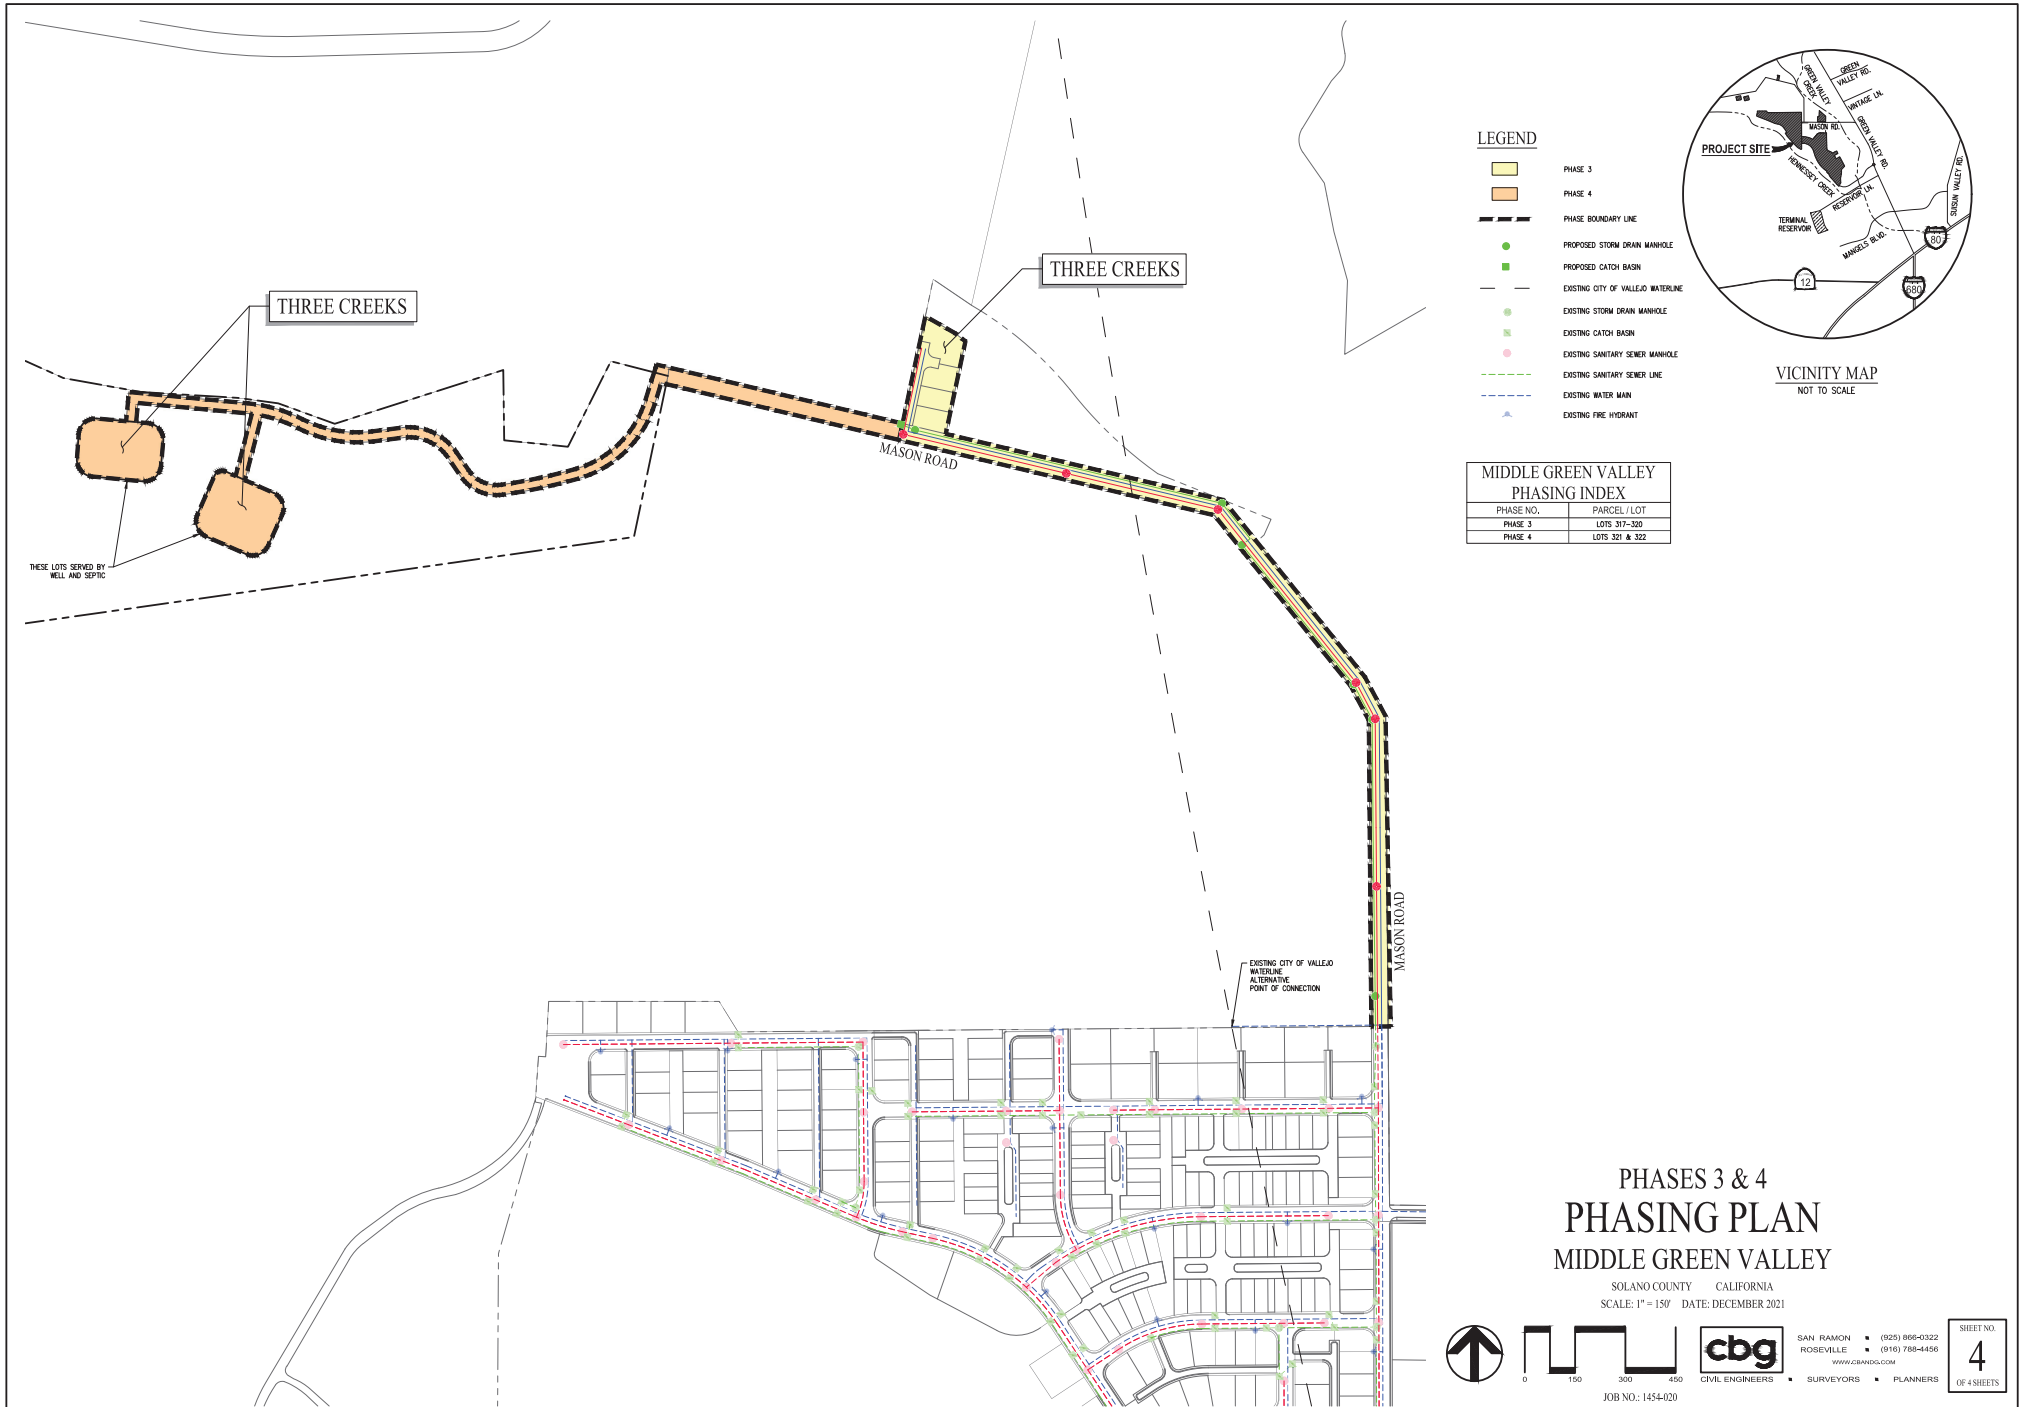 THREE CREEKS
THREE CREEKS
THESE LOTS SERVED BY
WELL AND SEPTIC
MASON ROAD
MASON ROAD
EXISTING CITY OF VALLEJO
WATERLINE
ALTERNATIVE
POINT OF CONNECTION
LEGEND
PHASE 3
PHASE 4
PHASE BOUNDARY LINE
PROPOSED STORM DRAIN MANHOLE
PROPOSED CATCH BASIN
EXISTING CITY OF VALLEJO WATERLINE
EXISTING STORM DRAIN MANHOLE
EXISTING CATCH BASIN
EXISTING SANITARY SEWER MANHOLE
EXISTING SANITARY SEWER LINE
EXISTING WATER MAIN
EXISTING FIRE HYDRANT
GREEN VALLEY CREEK
GREEN VALLEY RD.
VINTAGE LN.
MASON RD.
GREEN VALLEY RD.
PROJECT SITE
HENNESSEY CREEK
RESERVOIR LN.
SUISUN VALLEY RD.
TERMINAL
RESERVOIR
MANGELS BLVD.
80
12
680
VICINITY MAP
NOT TO SCALE
MIDDLE GREEN VALLEY
PHASING INDEX
PHASE NO. PARCEL / LOT
PHASE 3 LOTS 317-320
PHASE 4 LOTS 321 & 322
PHASES 3 & 4
PHASING PLAN
MIDDLE GREEN VALLEY
SOLANO COUNTY CALIFORNIA
SCALE: 1" = 150' DATE: DECEMBER 2021
0 150 300 450
cbg
SAN RAMON ▪ (925) 866-0322
ROSEVILLE ▪ (916) 788-4456
WWW.CBANDG.COM
CIVIL ENGINEERS ▪ SURVEYORS ▪ PLANNERS
JOB NO.: 1454-020
SHEET NO.
4
OF 4 SHEETS